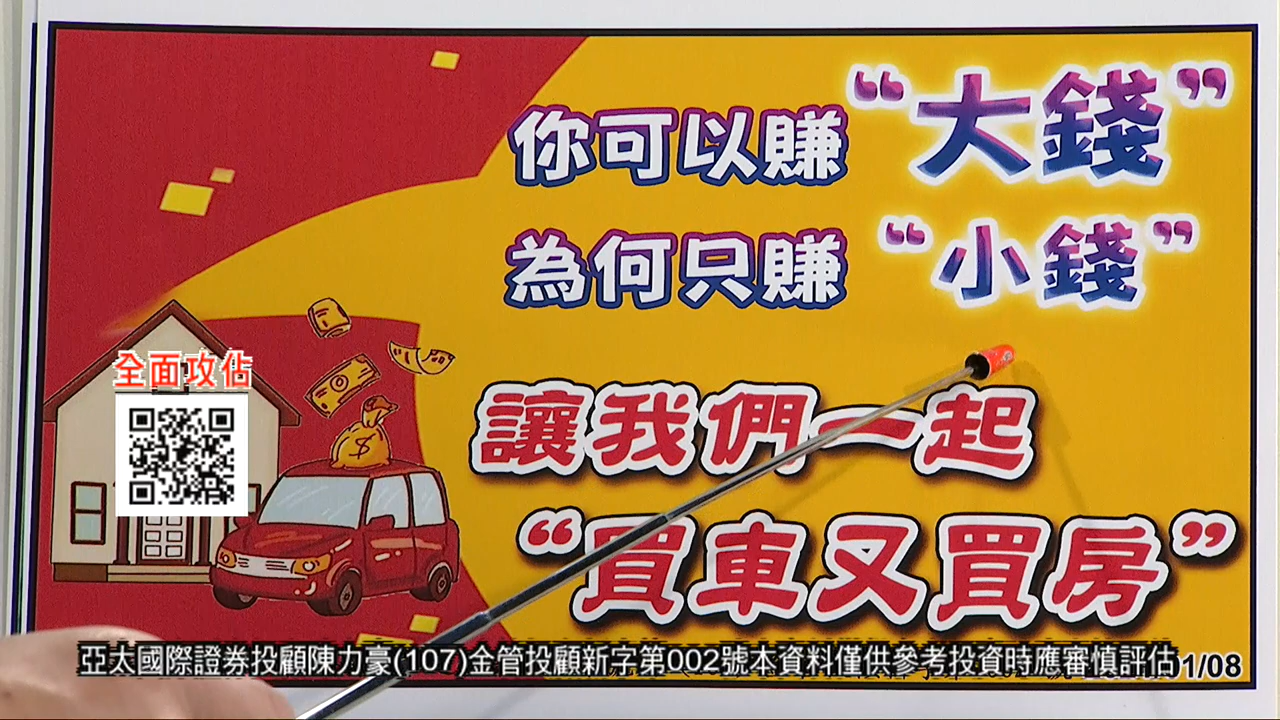 你可以賺“大錢”
為何只賺“小錢”
讓我們一起
“買車又買房”
全面攻佔
$
亞太國際證券投顧陳力豪(107)金管投顧新字第002號本資料僅供參考投資時應審慎評估
01/08